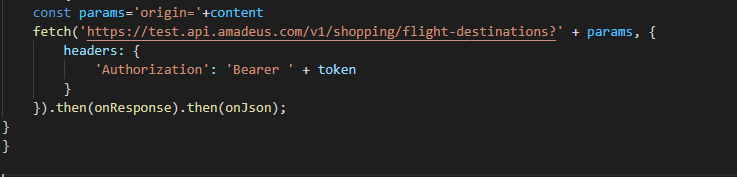 const params='origin='+content
fetch('https://test.api.amadeus.com/v1/shopping/flight-destinations?' + params, {
headers: {
'Authorization': 'Bearer ' + token
}
}).then(onResponse).then(onJson);
}
}